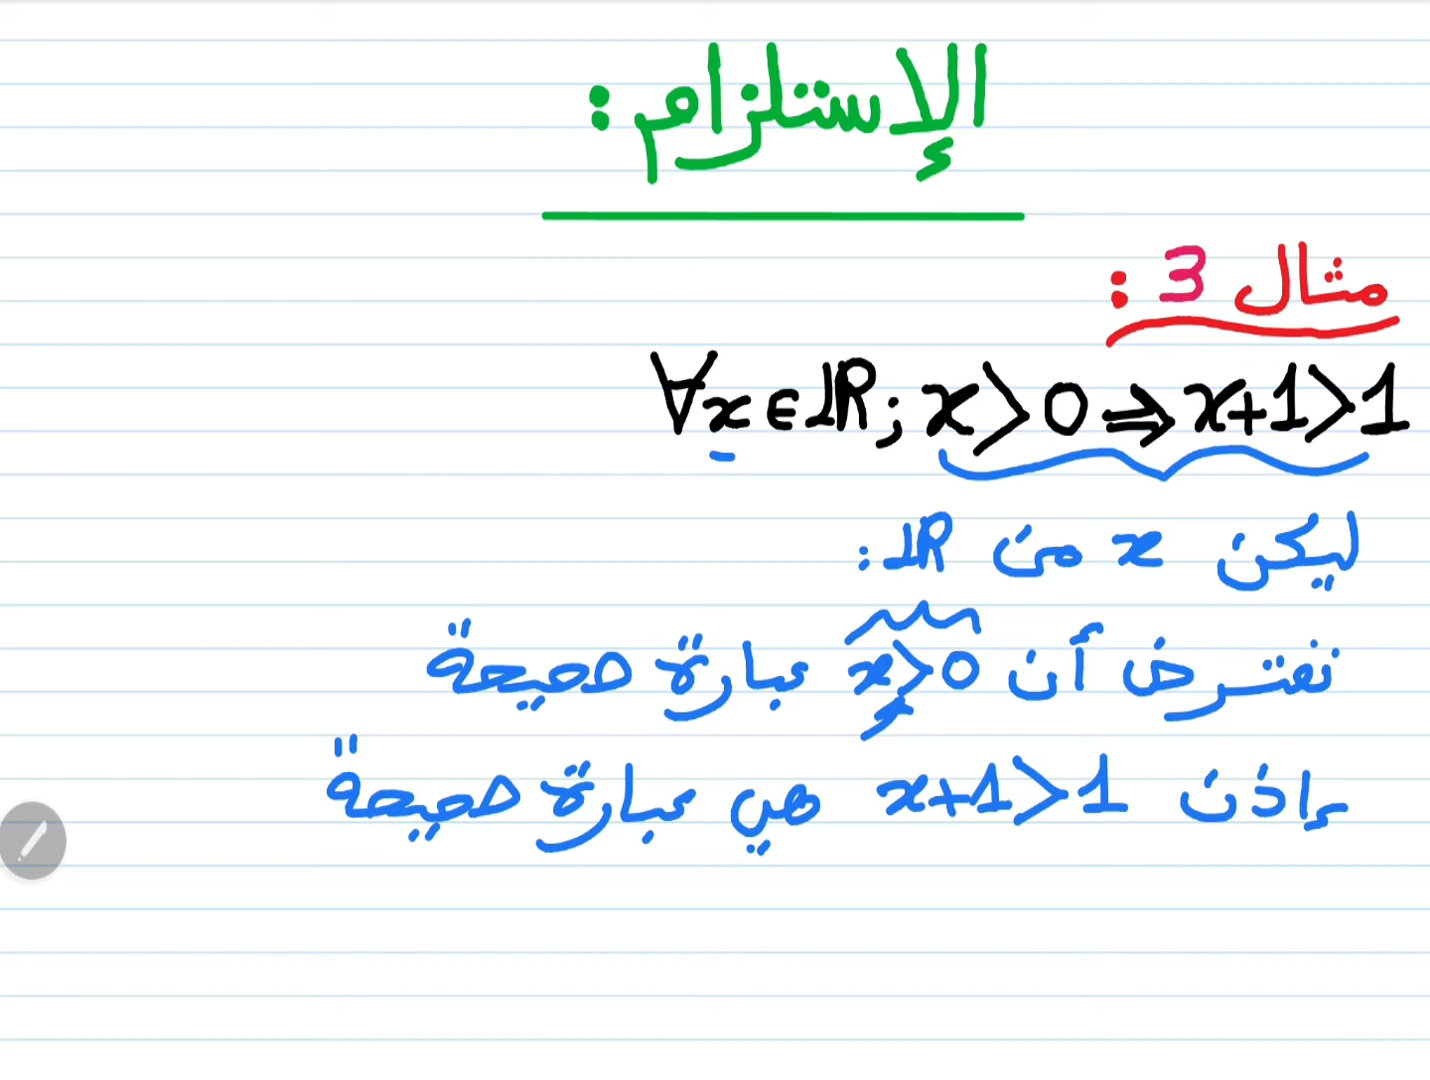 الإستلزام :
مثال 3 :
∀x∈ℝ; x>0 ⇒ x+1>1
ليكن x من ℝ :
نفترض أن x>0 عبارة صحيحة
إذن x+1>1 هي عبارة صحيحة